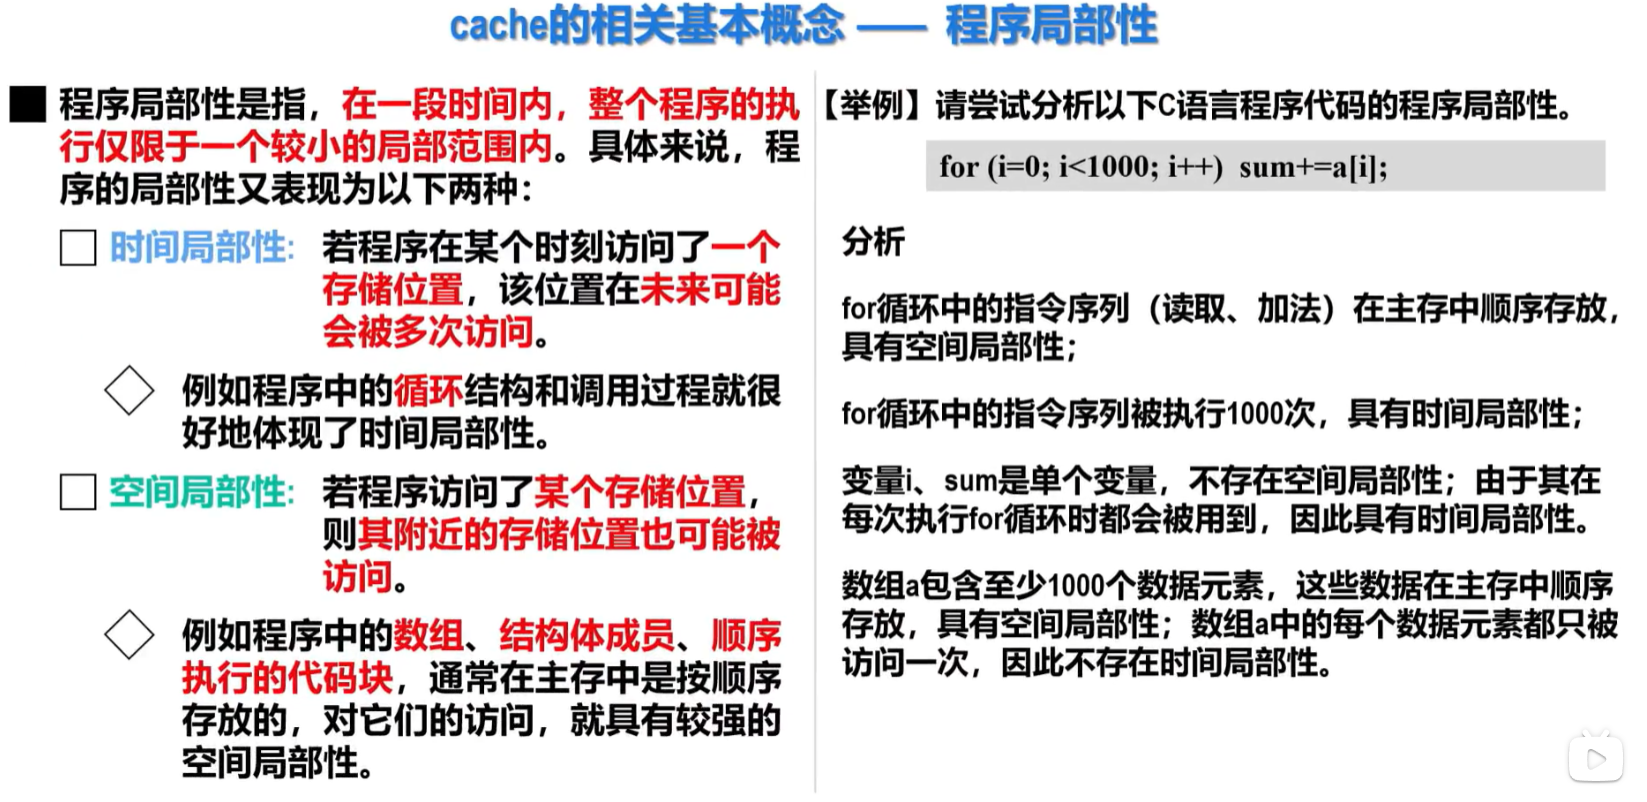 cache的相关基本概念 —— 程序局部性
程序局部性是指，在一段时间内，整个程序的执
行仅限于一个较小的局部范围内。具体来说，程
序的局部性又表现为以下两种：
时间局部性： 若程序在某个时刻访问了一个
存储位置，该位置在未来可能
会被多次访问。
例如程序中的循环结构和调用过程就很
好地体现了时间局部性。
空间局部性： 若程序访问了某个存储位置，
则其附近的存储位置也可能被
访问。
例如程序中的数组、结构体成员、顺序
执行的代码块，通常在主存中是按顺序
存放的，对它们的访问，就具有较强的
空间局部性。
【举例】请尝试分析以下C语言程序代码的程序局部性。
for (i=0; i<1000; i++) sum+=a[i];
分析
for循环中的指令序列（读取、加法）在主存中顺序存放，
具有空间局部性；
for循环中的指令序列被执行1000次，具有时间局部性；
变量i、sum是单个变量，不存在空间局部性；由于其在
每次执行for循环时都会被用到，因此具有时间局部性。
数组a包含至少1000个数据元素，这些数据在主存中顺序
存放，具有空间局部性；数组a中的每个数据元素都只被
访问一次，因此不存在时间局部性。